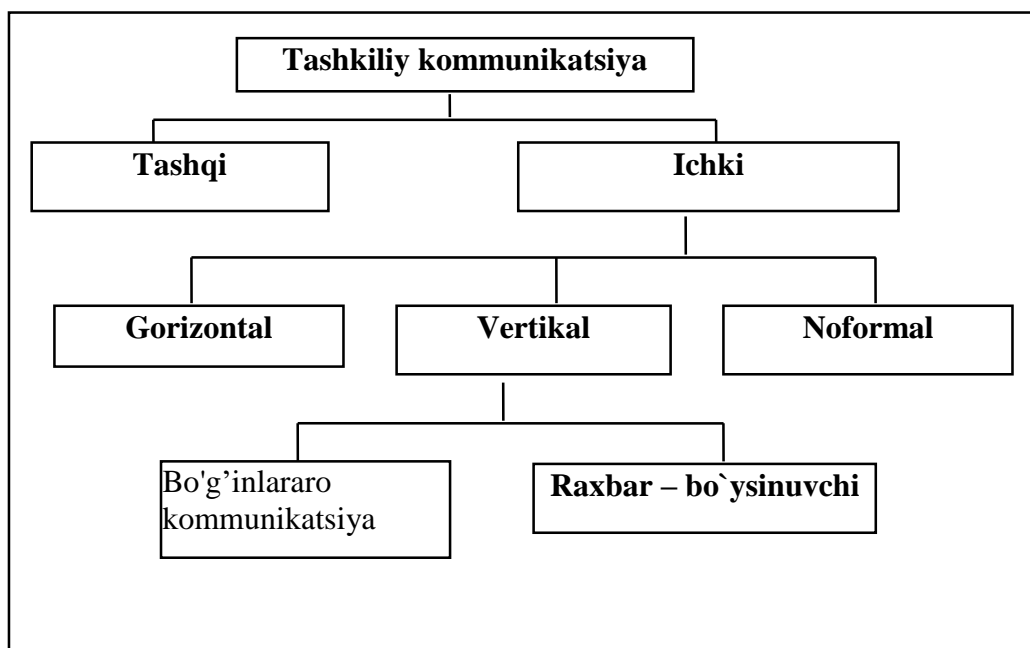 Tashkiliy kommunikatsiya
Tashqi
Ichki
Gorizontal
Vertikal
Noformal
Bo'g’inlararo
kommunikatsiya
Raxbar – bo`ysinuvchi